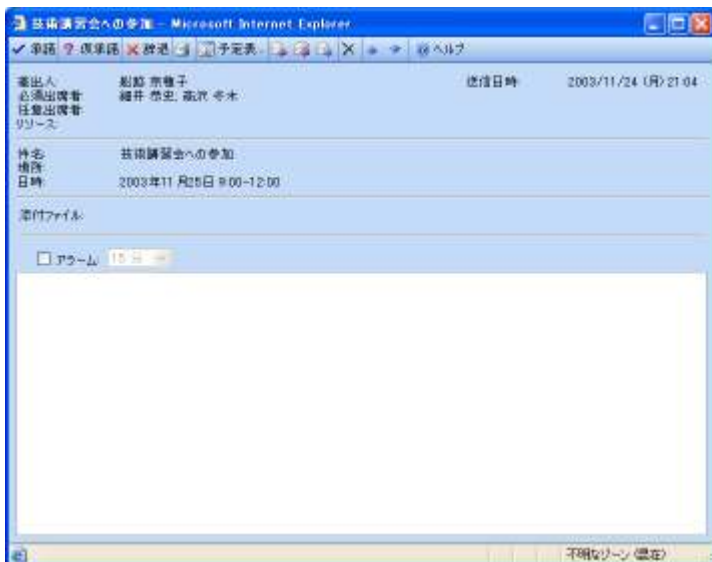 技術講習会への参加 - Microsoft Internet Explorer
承諾 ? 仮承諾 辞退 予定表. ヘルプ
差出人: 送信日時: 2003/11/24 (月) 21:04
必須出席者:
任意出席者:
リソース:
件名: 技術講習会への参加
場所:
日時: 2003年11月25日 9:00-12:00
添付ファイル:
アラーム: 15 分
不明なゾーン (混在)